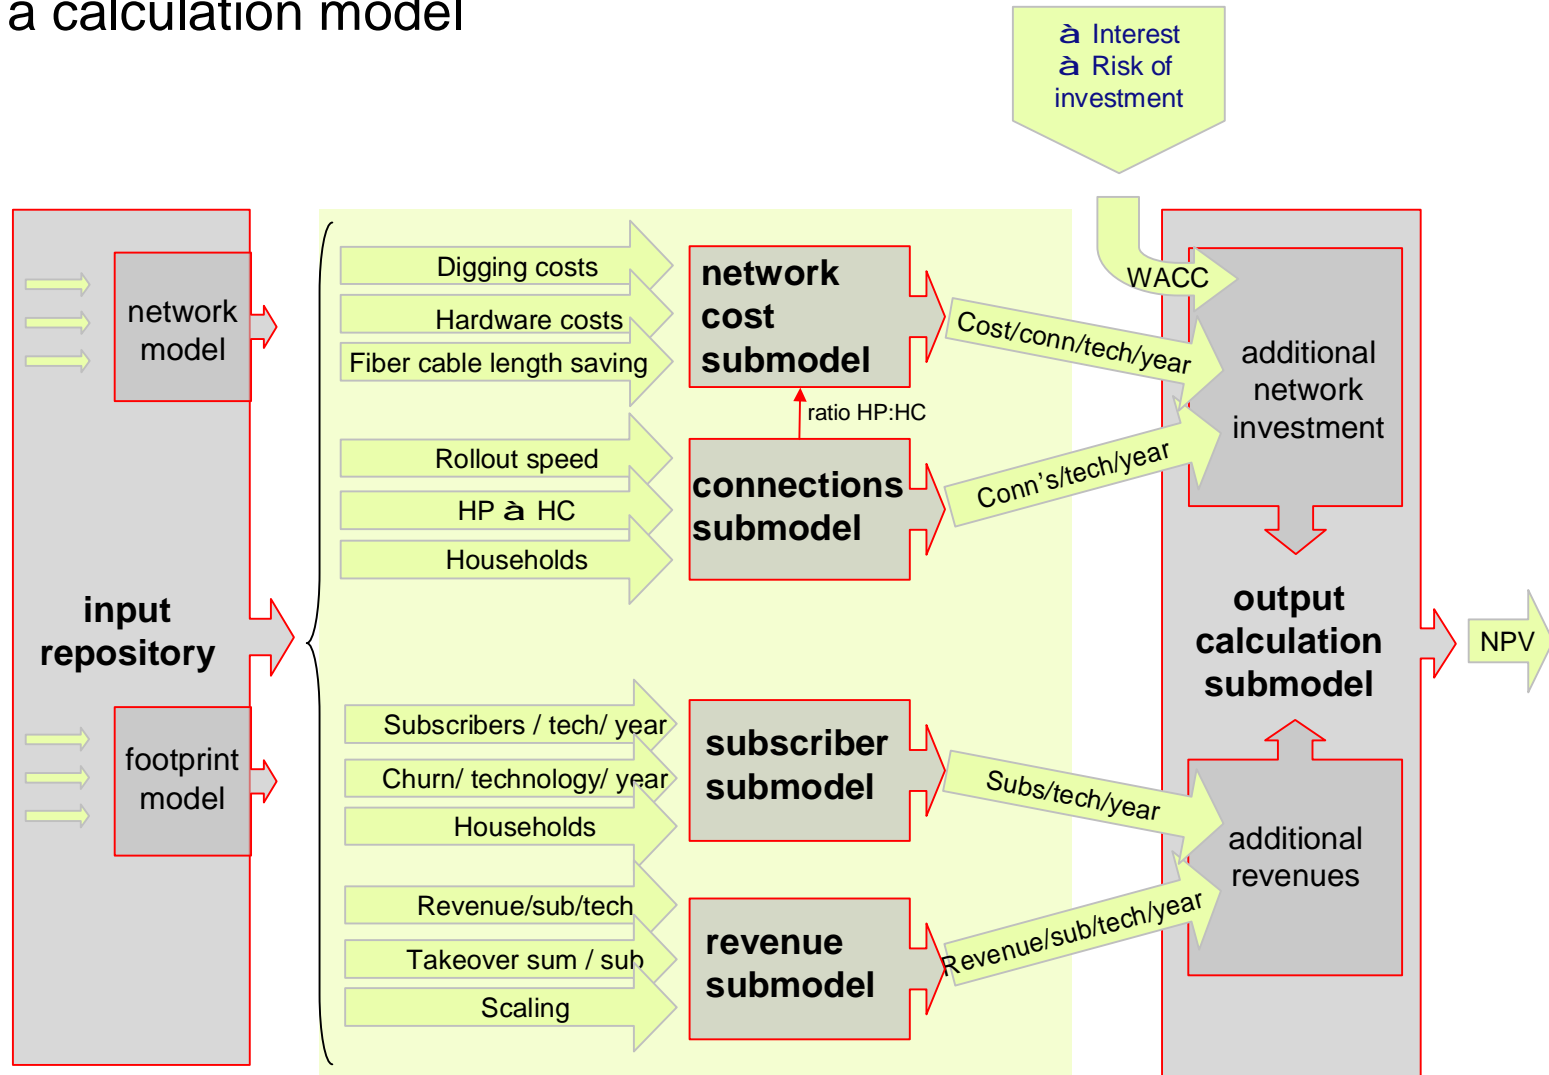 a calculation model
à Interest
à Risk of
investment
network
model
input
repository
footprint
model
Digging costs
Hardware costs
Fiber cable length saving
Rollout speed
HP à HC
Households
Subscribers / tech/ year
Churn/ technology/ year
Households
Revenue/sub/tech
Takeover sum / sub
Scaling
network
cost
submodel
ratio HP:HC
connections
submodel
subscriber
submodel
revenue
submodel
WACC
Cost/conn/tech/year
Conn's/tech/year
Subs/tech/year
Revenue/sub/tech/year
additional
network
investment
output
calculation
submodel
additional
revenues
NPV